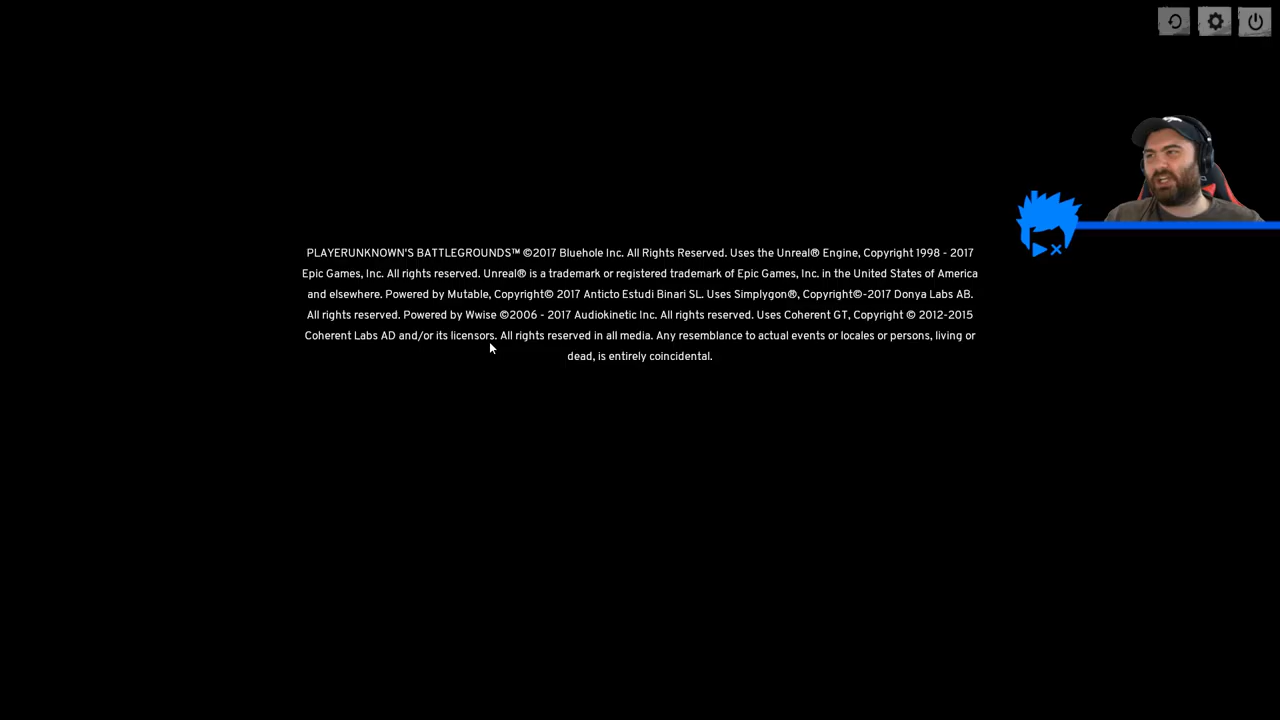 PLAYERUNKNOWN'S BATTLEGROUNDS™ ©2017 Bluehole Inc. All Rights Reserved. Uses the Unreal® Engine, Copyright 1998 - 2017
Epic Games, Inc. All rights reserved. Unreal® is a trademark or registered trademark of Epic Games, Inc. in the United States of America
and elsewhere. Powered by Mutable, Copyright© 2017 Anticto Estudi Binari SL. Uses Simplygon®, Copyright©-2017 Donya Labs AB.
All rights reserved. Powered by Wwise ©2006 - 2017 Audiokinetic Inc. All rights reserved. Uses Coherent GT, Copyright © 2012-2015
Coherent Labs AD and/or its licensors. All rights reserved in all media. Any resemblance to actual events or locales or persons, living or
dead, is entirely coincidental.